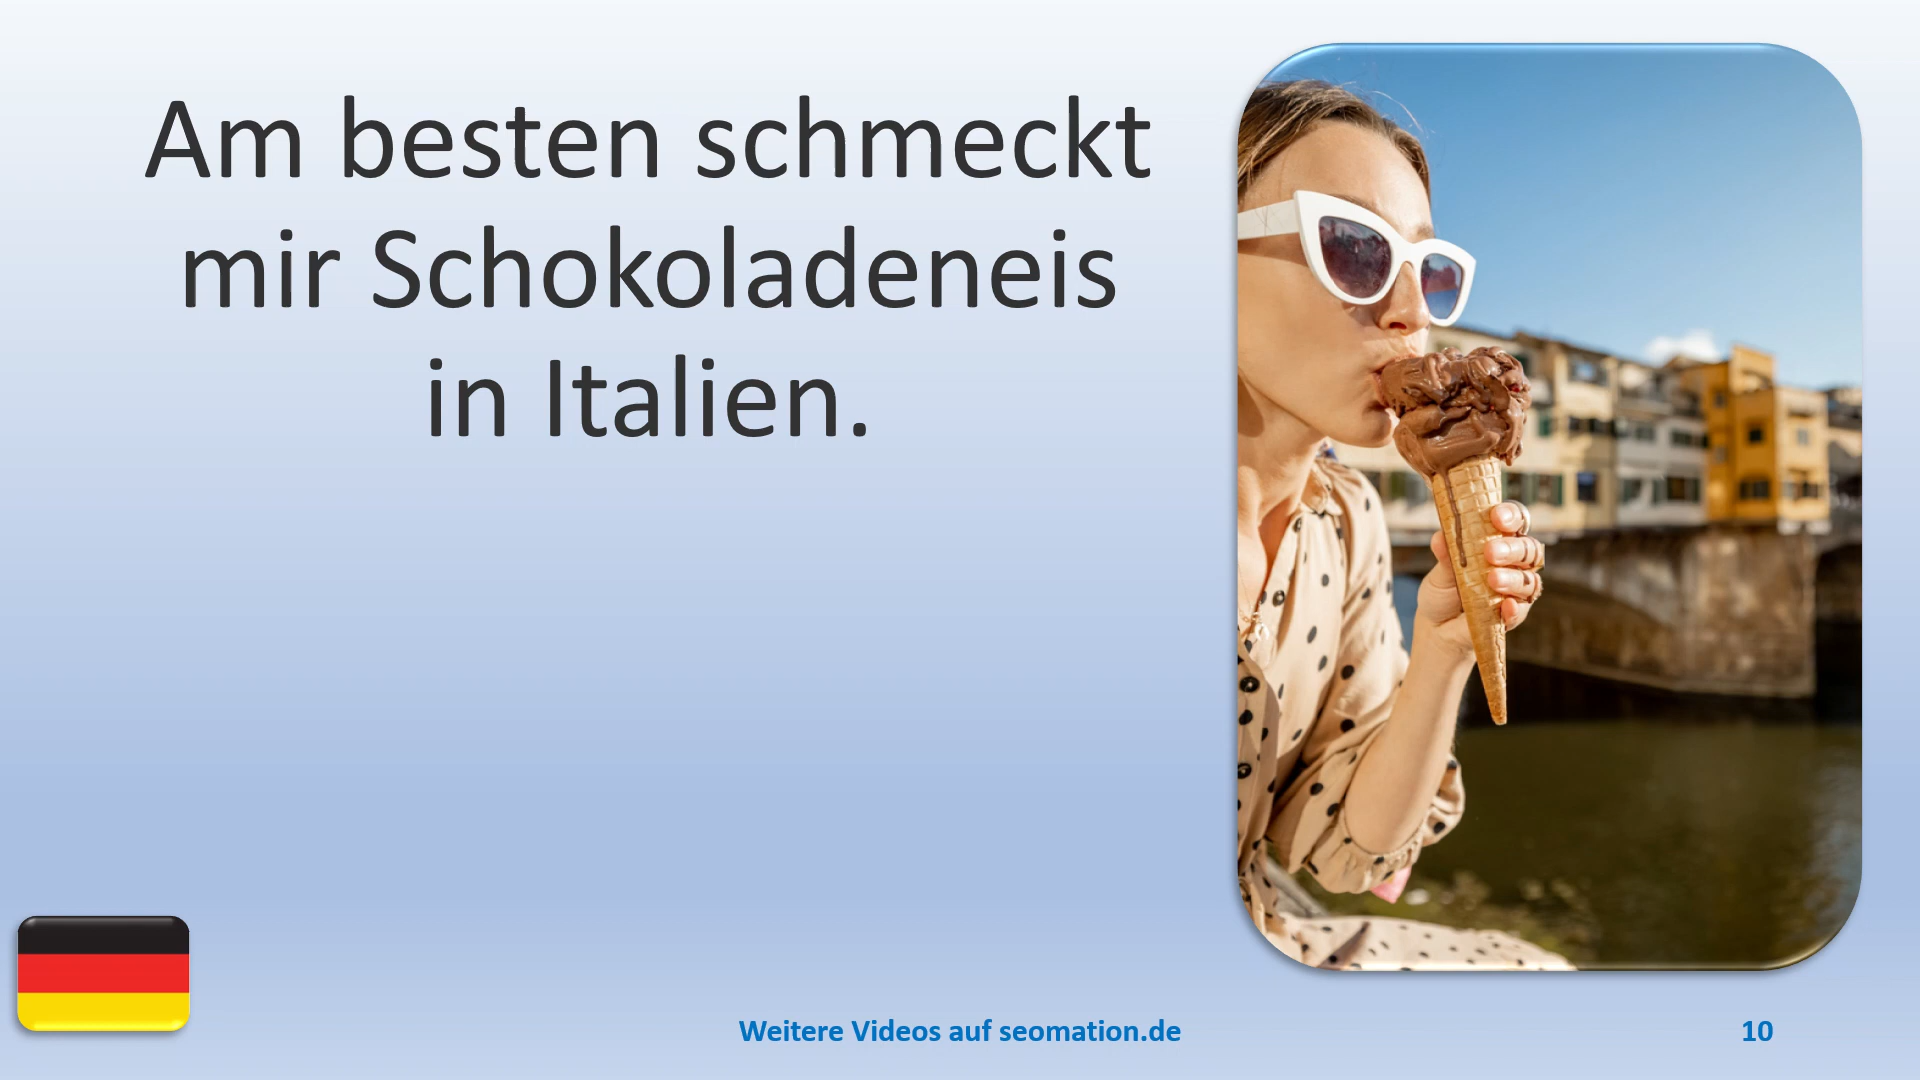 Am besten schmeckt
mir Schokoladeneis
in Italien.
Weitere Videos auf seomation.de
10